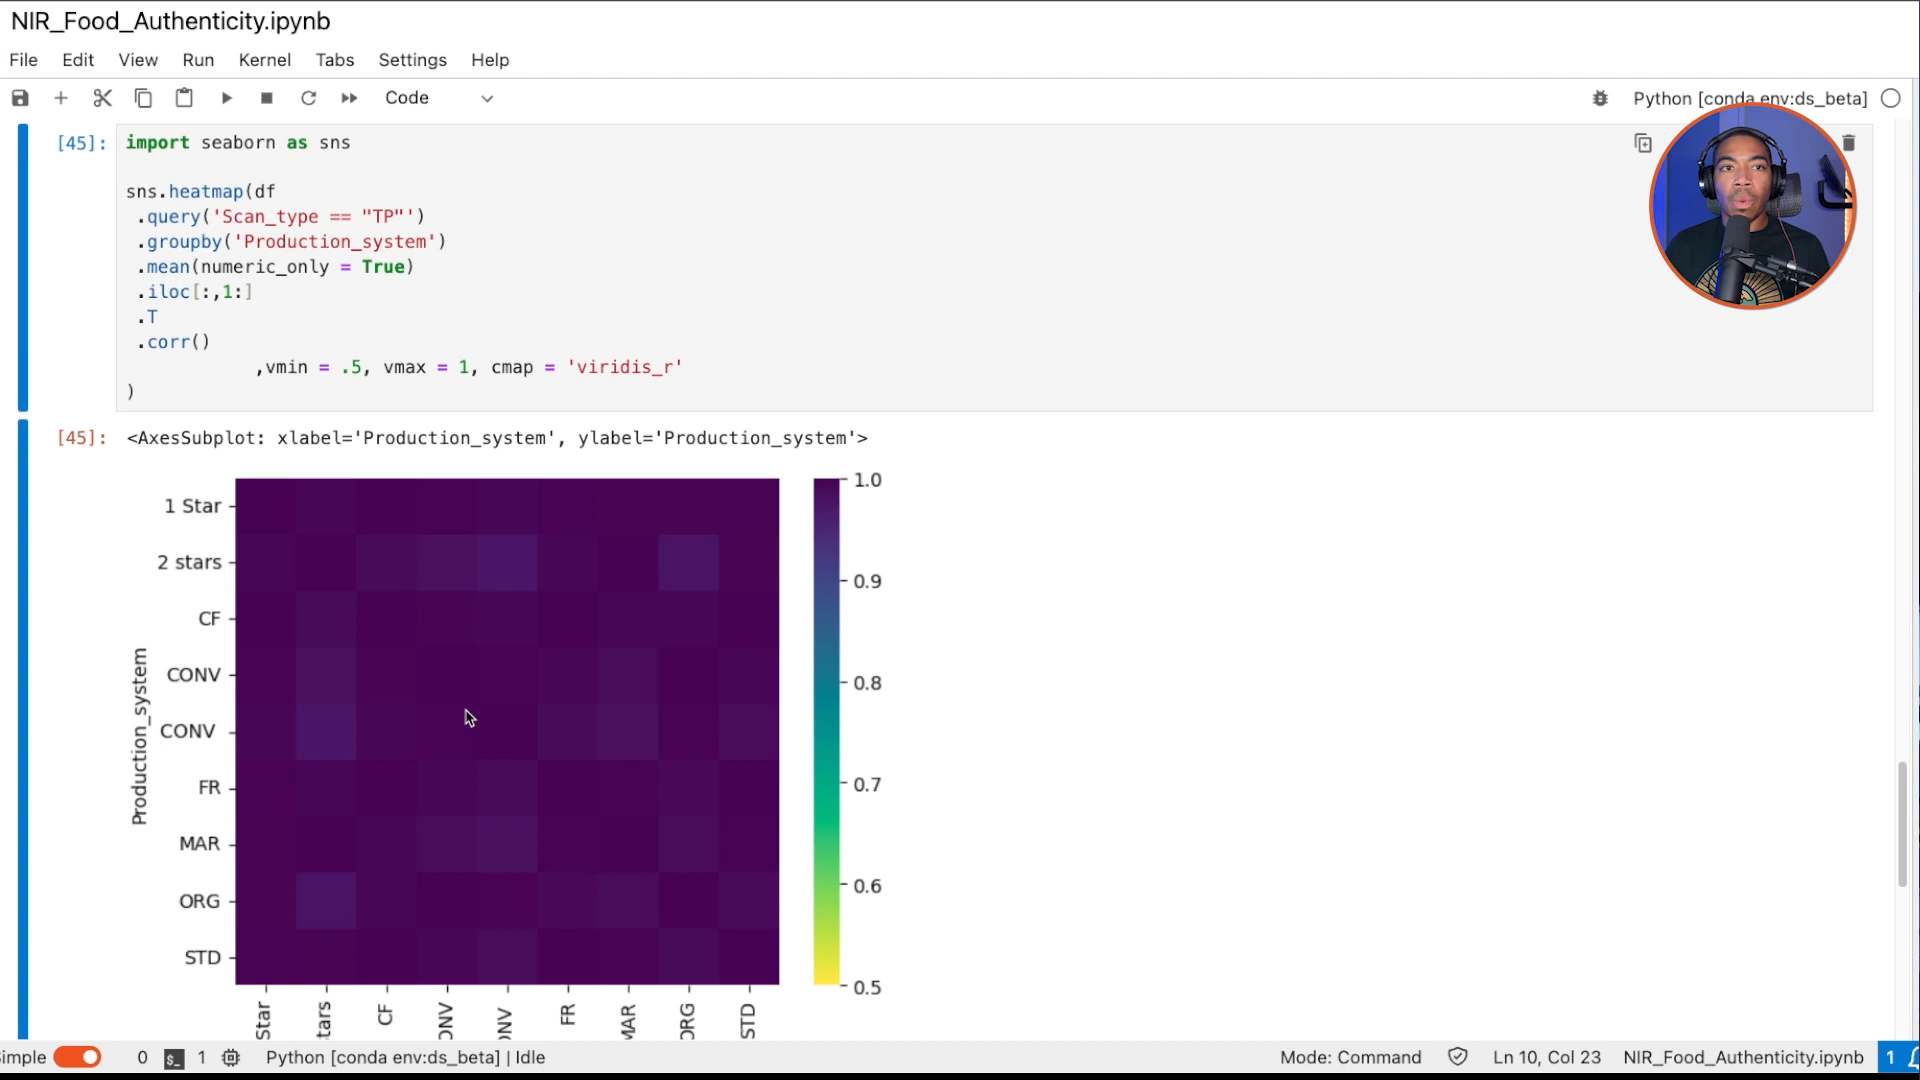 NIR_Food_Authenticity.ipynb
File Edit View Run Kernel Tabs Settings Help
Code
Python [conda env:ds_beta]
[45]:
import seaborn as sns
sns.heatmap(df
.query('Scan_type == "TP"')
.groupby('Production_system')
.mean(numeric_only = True)
.iloc[:,1:]
.T
.corr()
,vmin = .5, vmax = 1, cmap = 'viridis_r'
)
[45]: <AxesSubplot: xlabel='Production_system', ylabel='Production_system'>
Production_system
1 Star
2 stars
CF
CONV
CONV
FR
MAR
ORG
STD
1.0
0.9
0.8
0.7
0.6
0.5
Star
tars
CF
ONV
NV
FR
MAR
ORG
STD
imple 0 1 Python [conda env:ds_beta] | Idle Mode: Command Ln 10, Col 23 NIR_Food_Authenticity.ipynb 1